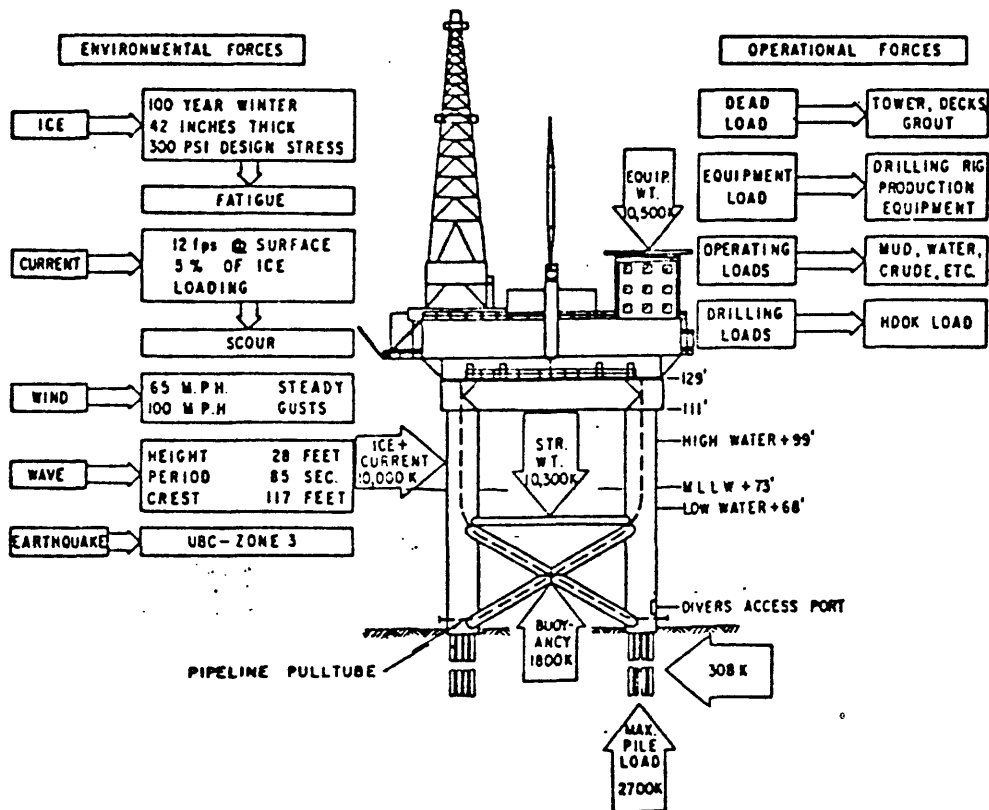 ENVIRONMENTAL FORCES
ICE
100 YEAR WINTER
42 INCHES THICK
300 PSI DESIGN STRESS
FATIGUE
CURRENT
12 fps @ SURFACE
5 % OF ICE
LOADING
SCOUR
WIND
65 M.P.H. STEADY
100 M P.H GUSTS
WAVE
HEIGHT 28 FEET
PERIOD 85 SEC.
CREST 117 FEET
EARTHQUAKE
UBC-ZONE 3
OPERATIONAL FORCES
DEAD
LOAD
TOWER, DECKS
GROUT
EQUIPMENT
LOAD
DRILLING RIG
PRODUCTION
EQUIPMENT
OPERATING
LOADS
MUD, WATER,
CRUDE, ETC.
DRILLING
LOADS
HOOK LOAD
EQUIP.
WT.
10,500K
ICE+
CURRENT
10,000 K
STR.
WT.
10,300K
129'
111'
HIGH WATER+99'
MLLW +73'
LOW WATER+68'
DIVERS ACCESS PORT
BUOY-
ANCY
1800K
PIPELINE PULLTUBE
308 K
MAX.
PILE
LOAD
2700K